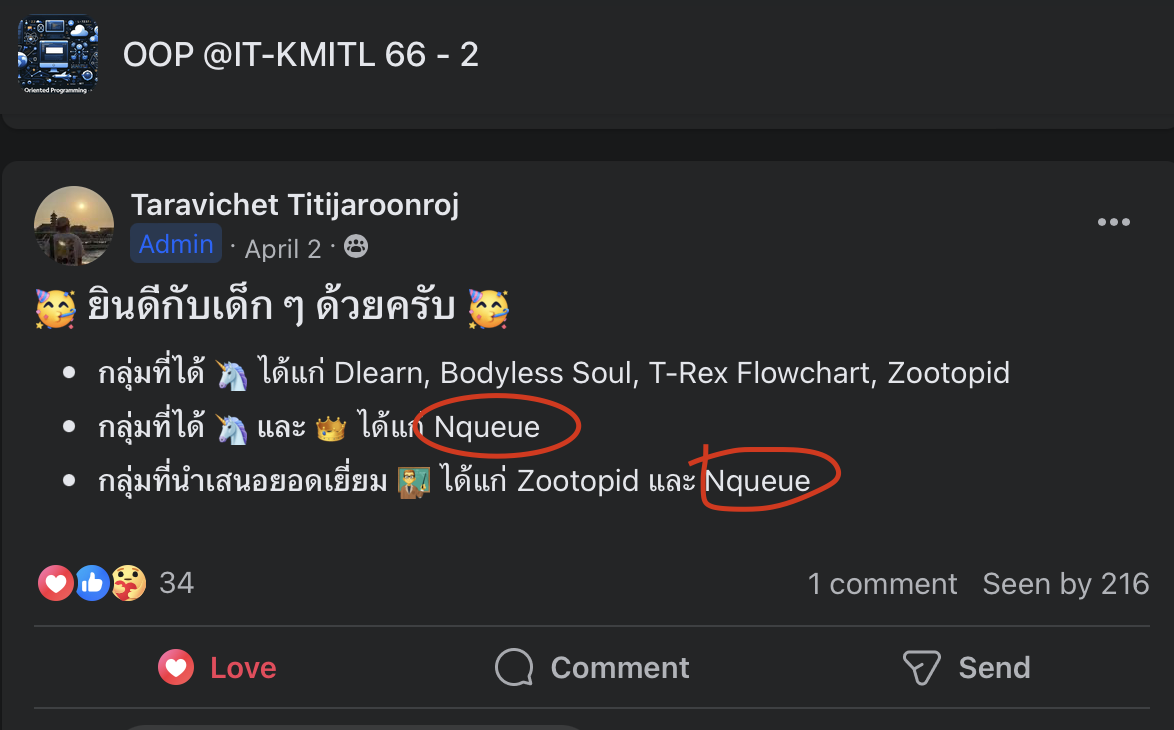 Oriented Programming
OOP @IT-KMITL 66 - 2
Taravichet Titijaroonroj
Admin · April 2 ·
🥳 ยินดีกับเด็ก ๆ ด้วยครับ 🥳
• กลุ่มที่ได้ 🦄 ได้แก่ Dlearn, Bodyless Soul, T-Rex Flowchart, Zootopid
• กลุ่มที่ได้ 🦄 และ 👑 ได้แก่ Nqueue
• กลุ่มที่นำเสนอยอดเยี่ยม 👨‍🏫 ได้แก่ Zootopid และ Nqueue
34 1 comment Seen by 216
Love Comment Send